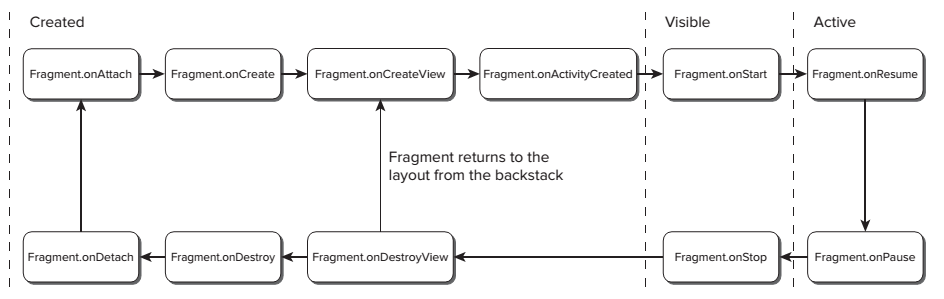 Created
Visible
Active
Fragment.onAttach
Fragment.onCreate
Fragment.onCreateView
Fragment.onActivityCreated
Fragment.onStart
Fragment.onResume
Fragment returns to the
layout from the backstack
Fragment.onDetach
Fragment.onDestroy
Fragment.onDestroyView
Fragment.onStop
Fragment.onPause